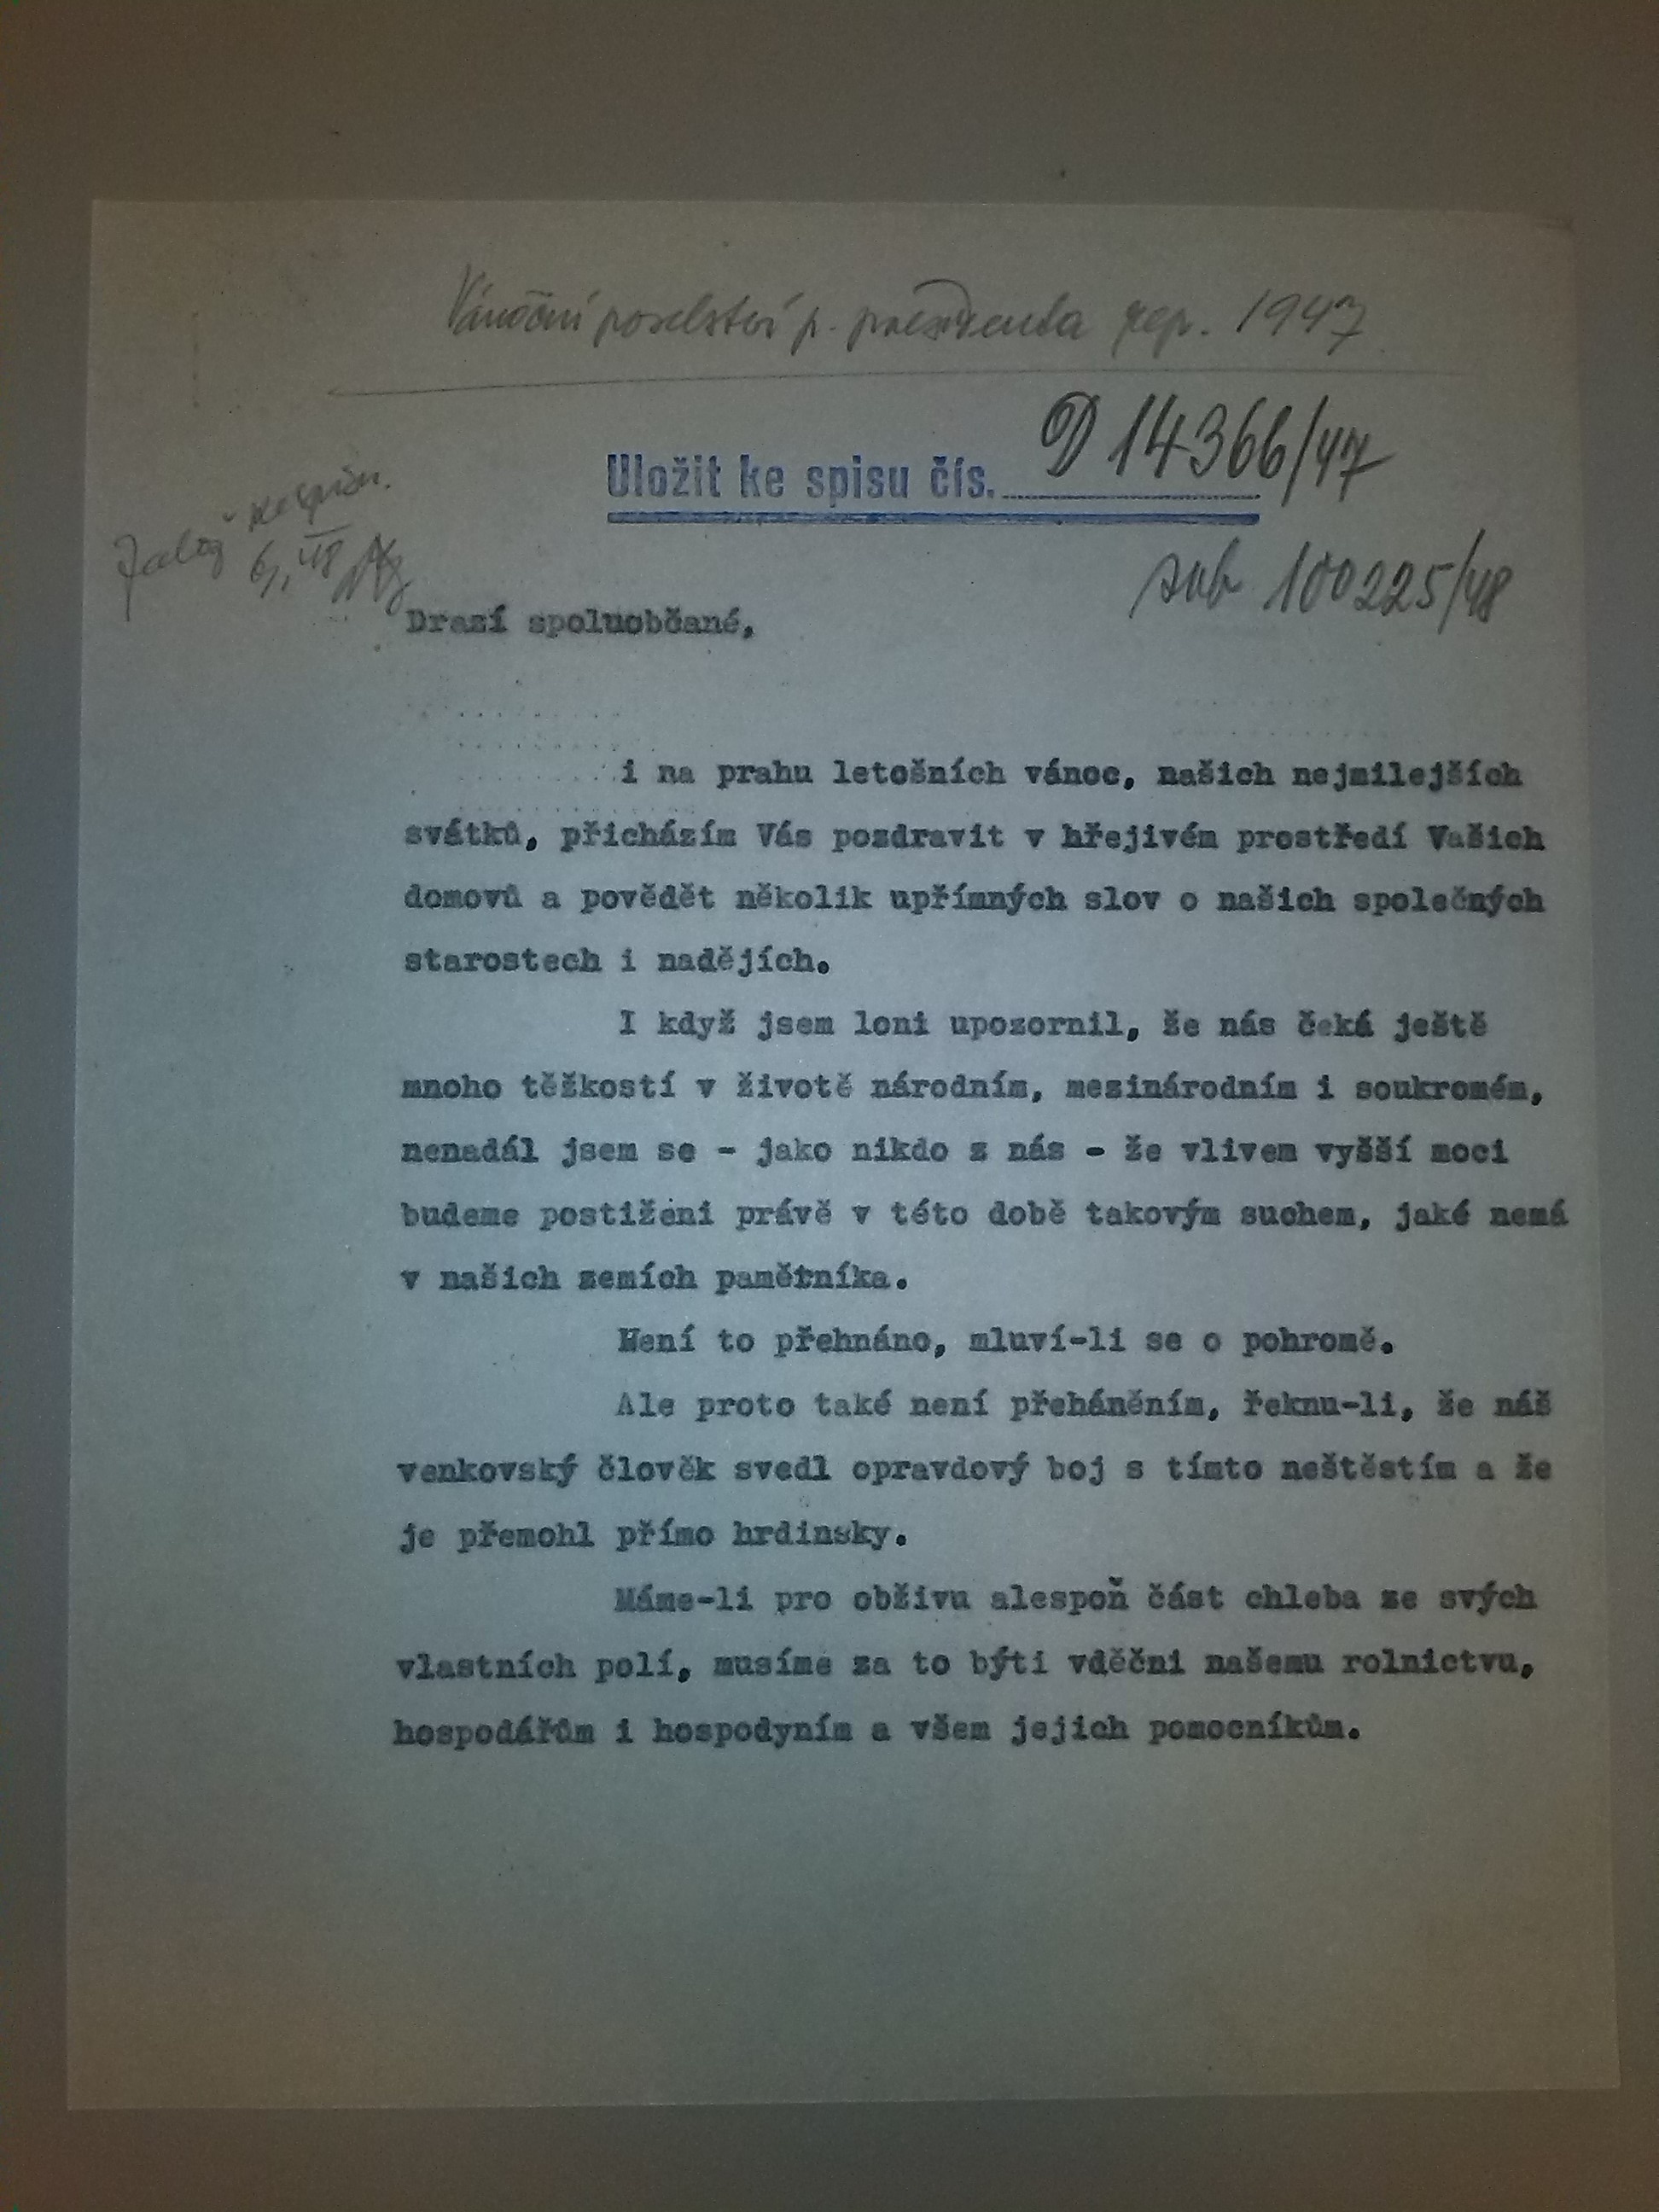 Vánoční poselství p. presidenta rep. 1947
Uložit ke spisu čís. D 14366/47
sub 100225/48
Drazí spoluobčané,
i na prahu letošních vánoc, našich nejmilejších
svátků, přicházím Vás pozdravit v hřejivém prostředí Vašich
domovů a povědět několik upřímných slov o našich společných
starostech i nadějích.
I když jsem loni upozornil, že nás čeká ještě
mnoho těžkostí v životě národním, mezinárodním i soukromém,
nenadál jsem se - jako nikdo z nás - že vlivem vyšší moci
budeme postiženi právě v této době takovým suchem, jaké nemá
v našich zemích pamětníka.
Není to přehnáno, mluví-li se o pohromě.
Ale proto také není přeháněním, řeknu-li, že náš
venkovský člověk svedl opravdový boj s tímto neštěstím a že
je přemohl přímo hrdinsky.
Máme-li pro obživu alespoň část chleba ze svých
vlastních polí, musíme za to býti vděčni našemu rolnictvu,
hospodářům i hospodyním a všem jejich pomocníkům.